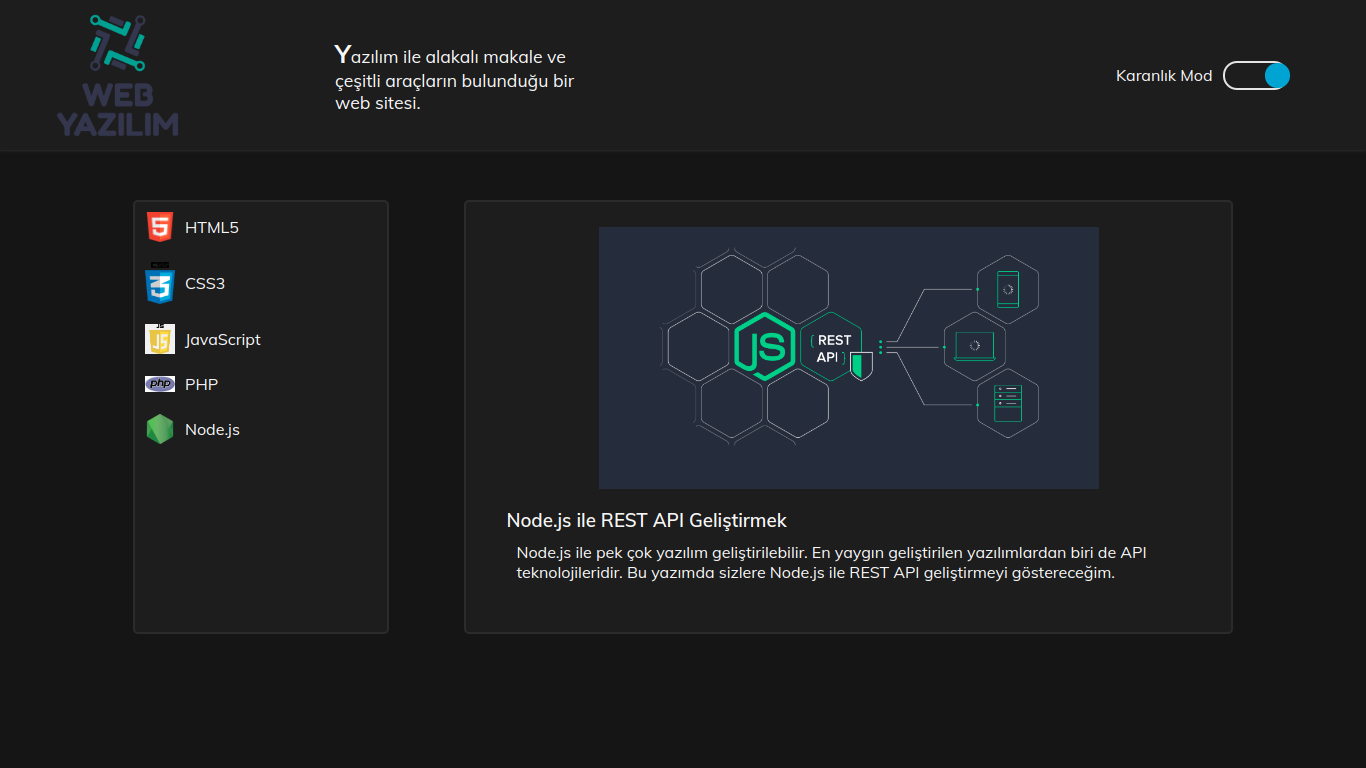 WEB
YAZILIM
Yazılım ile alakalı makale ve
çeşitli araçların bulunduğu bir
web sitesi.
Karanlık Mod
5
HTML5
3
CSS3
JS
JS
JavaScript
php
PHP
Node.js
JS
REST
API
Node.js ile REST API Geliştirmek
Node.js ile pek çok yazılım geliştirilebilir. En yaygın geliştirilen yazılımlardan biri de API
teknolojileridir. Bu yazımda sizlere Node.js ile REST API geliştirmeyi göstereceğim.